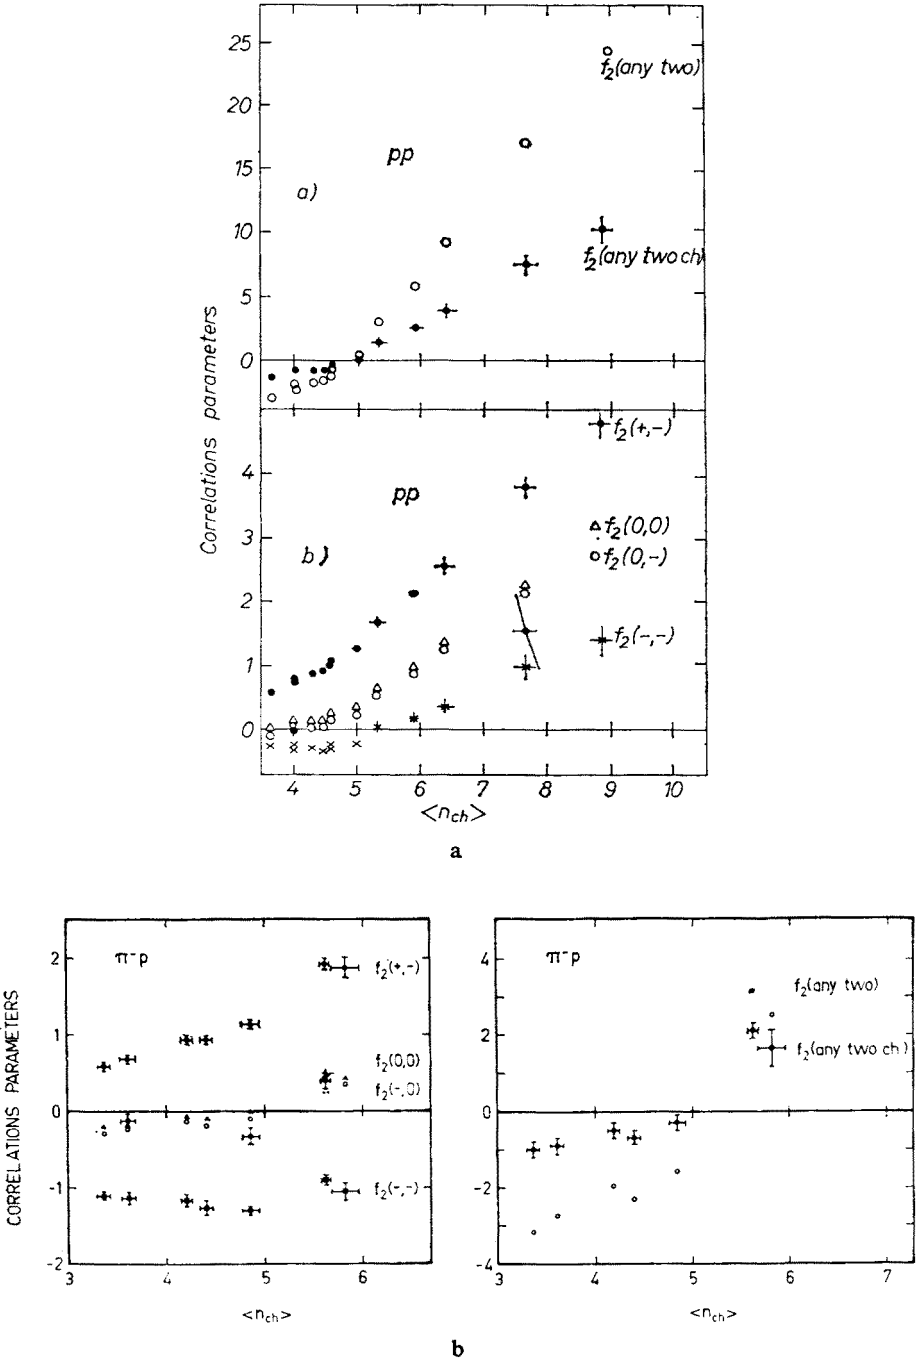 25
f₂(any two)
20
pp
15
a)
10
f₂(any two ch)
5
0
Correlations parameters
f₂(+,-)
4
pp
f₂(0,0)
3
f₂(0,-)
b)
2
f₂(-,-)
1
0
4 5 6 7 8 9 10
<n_ch>
a
2
π-p
f₂(+,-)
1
f₂(0,0)
f₂(-,0)
0
CORRELATIONS PARAMETERS
-1
f₂(-,-)
-2
3 4 5 6
<n_ch>
4
π-p
f₂(any two)
2
f₂(any two ch)
0
-2
-4
3 4 5 6 7
<n_ch>
b